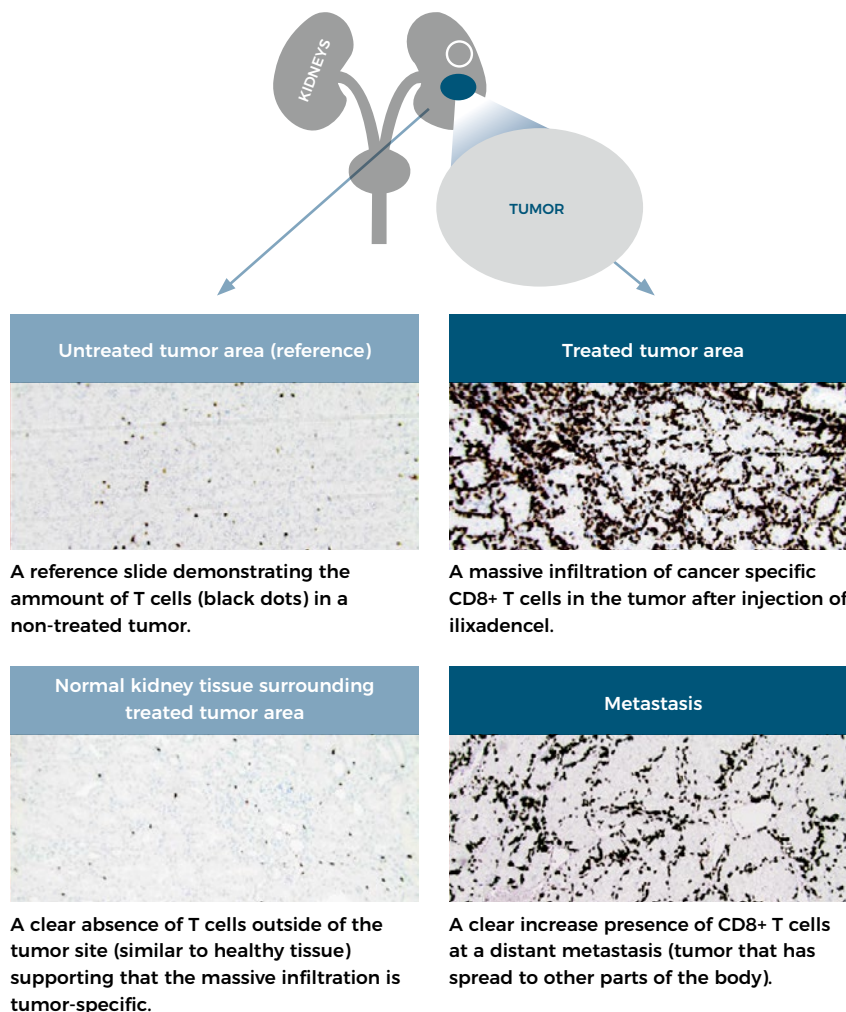 KIDNEYS
TUMOR
Untreated tumor area (reference)
A reference slide demonstrating the
ammount of T cells (black dots) in a
non-treated tumor.
Treated tumor area
A massive infiltration of cancer specific
CD8+ T cells in the tumor after injection of
ilixadencel.
Normal kidney tissue surrounding
treated tumor area
A clear absence of T cells outside of the
tumor site (similar to healthy tissue)
supporting that the massive infiltration is
tumor-specific.
Metastasis
A clear increase presence of CD8+ T cells
at a distant metastasis (tumor that has
spread to other parts of the body).